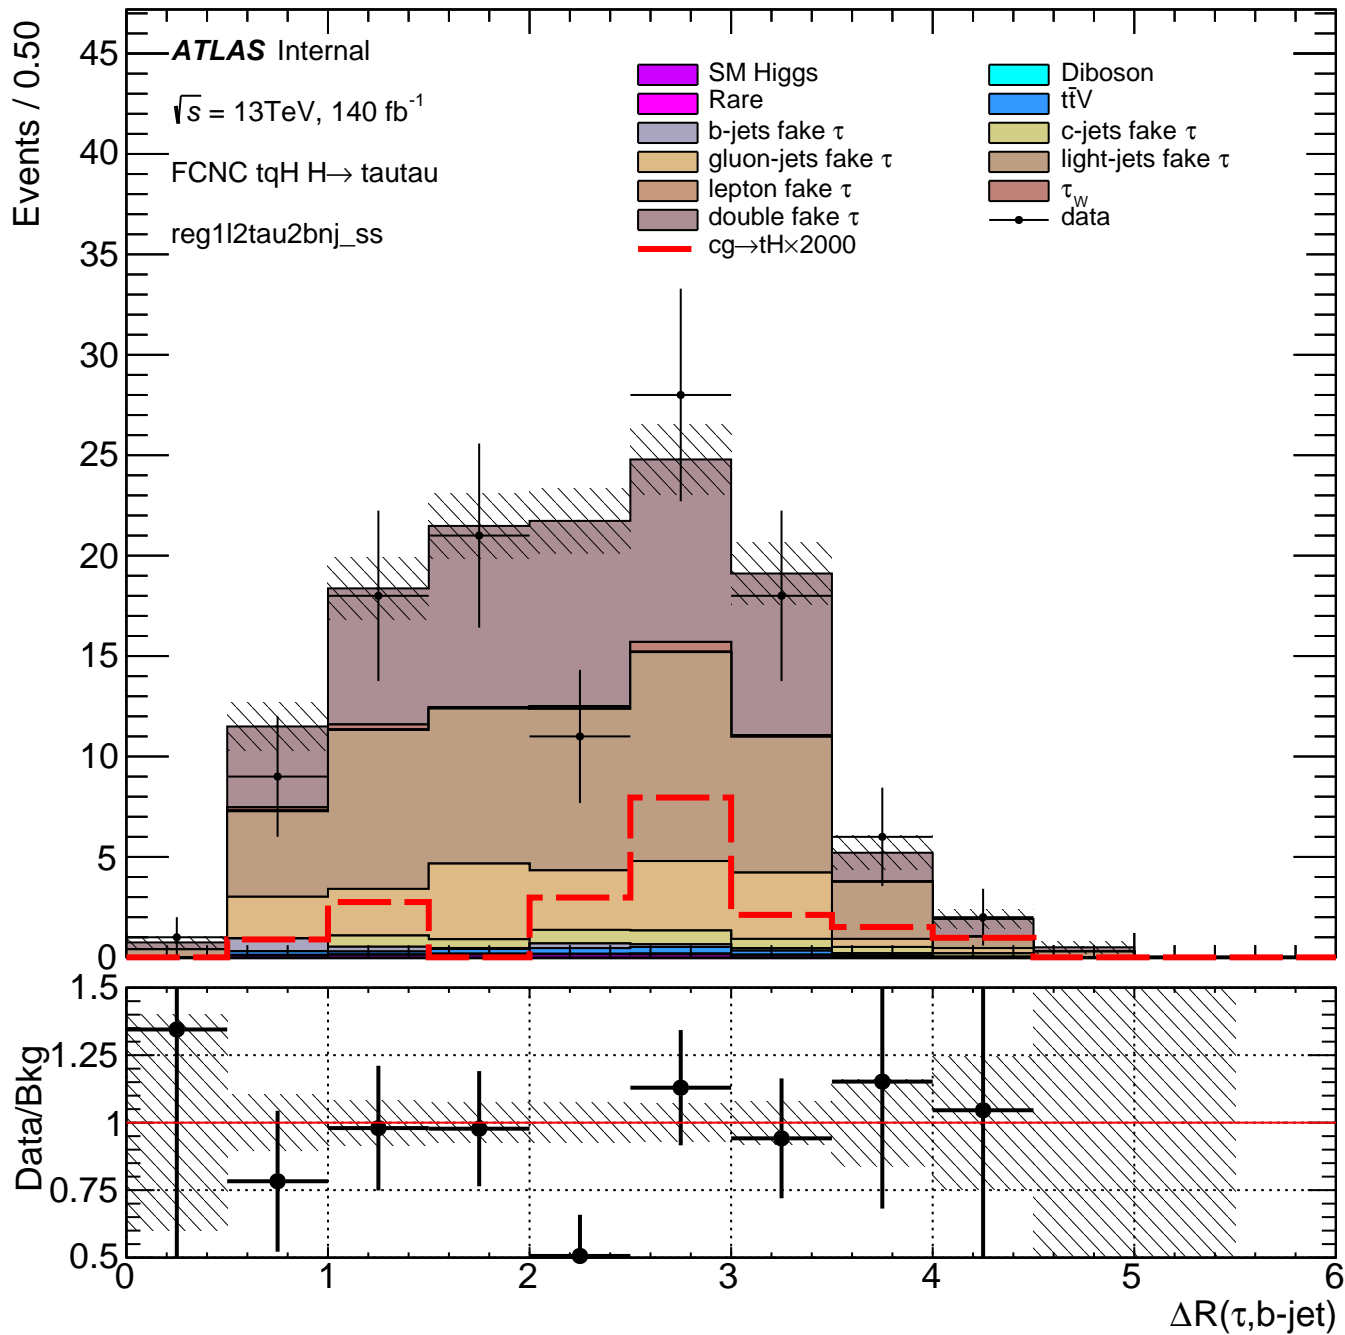 Events / 0.50
45
40
35
30
25
20
15
10
5
0
ATLAS Internal
√s = 13TeV, 140 fb⁻¹
FCNC tqH H→ tautau
reg1l2tau2bnj_ss
SM Higgs
Rare
b-jets fake τ
gluon-jets fake τ
lepton fake τ
double fake τ
cg→tH×2000
Diboson
tt̄V
c-jets fake τ
light-jets fake τ
τ_W
data
Data/Bkg
1.5
1.25
1
0.75
0.5
0 1 2 3 4 5 6
ΔR(τ,b-jet)